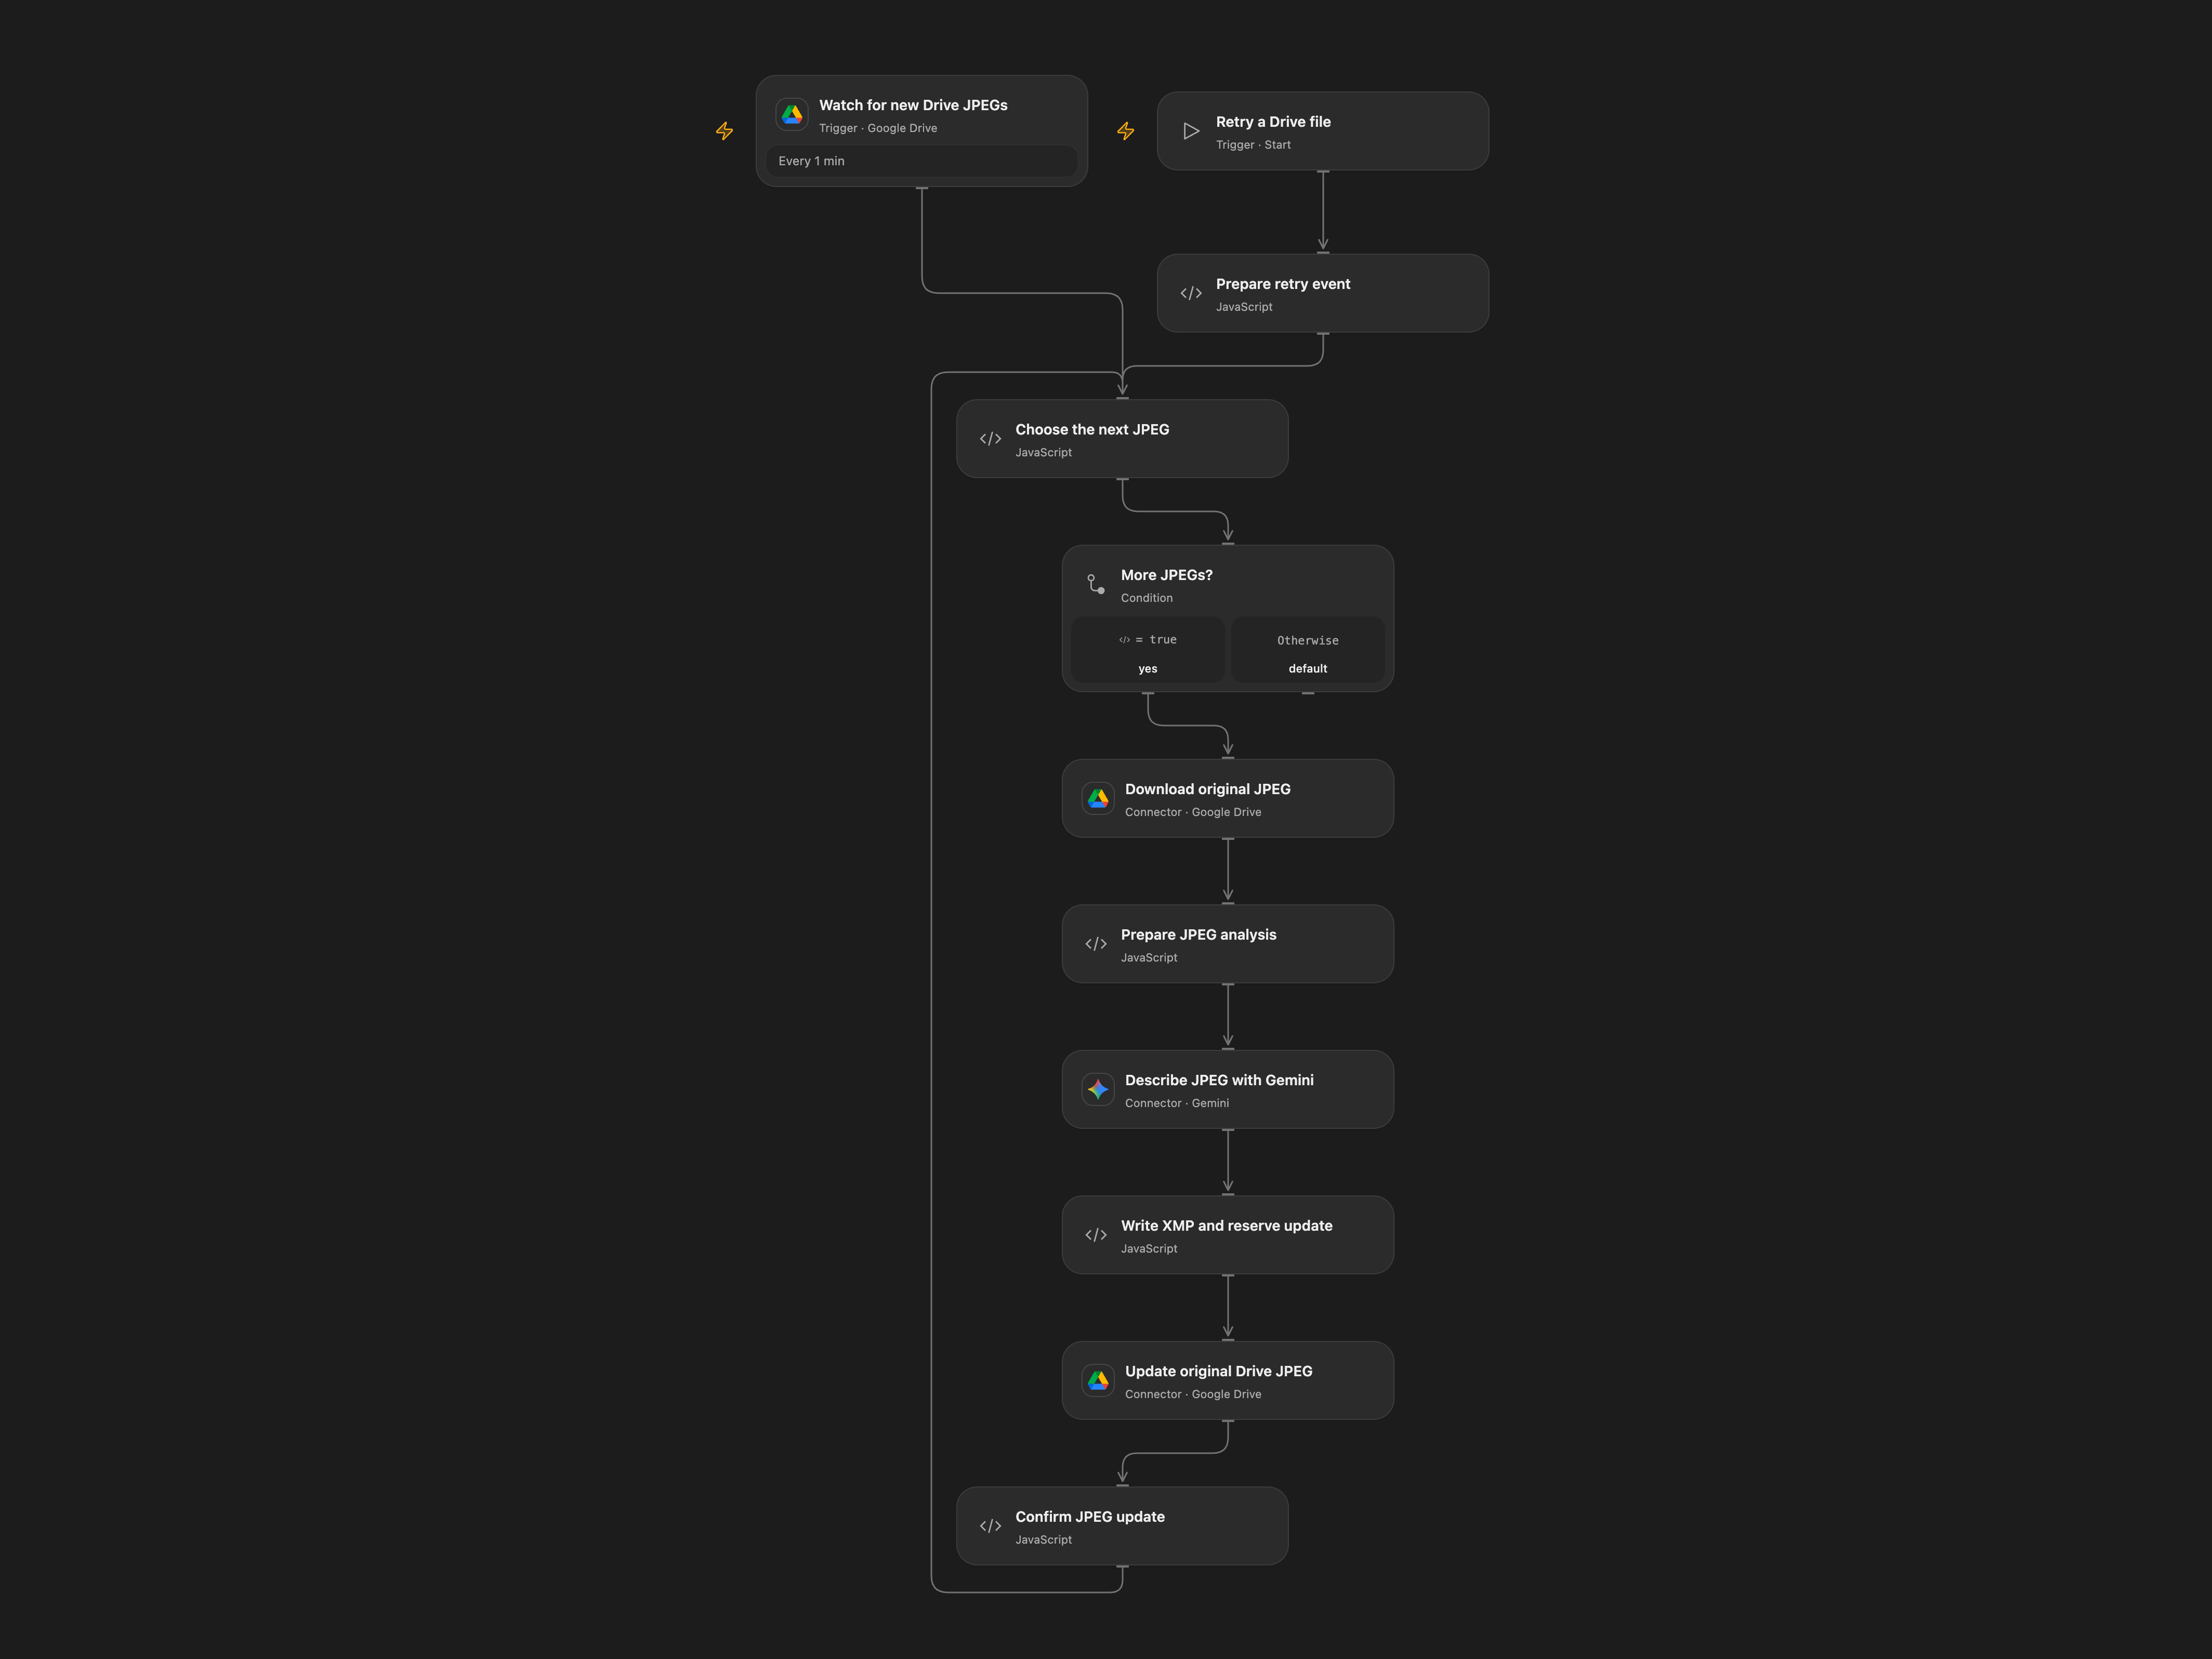 Watch for new Drive JPEGs
Trigger · Google Drive
Every 1 min
Retry a Drive file
Trigger · Start
Prepare retry event
JavaScript
Choose the next JPEG
JavaScript
More JPEGs?
Condition
</> = true
yes
Otherwise
default
Download original JPEG
Connector · Google Drive
Prepare JPEG analysis
JavaScript
Describe JPEG with Gemini
Connector · Gemini
Write XMP and reserve update
JavaScript
Update original Drive JPEG
Connector · Google Drive
Confirm JPEG update
JavaScript